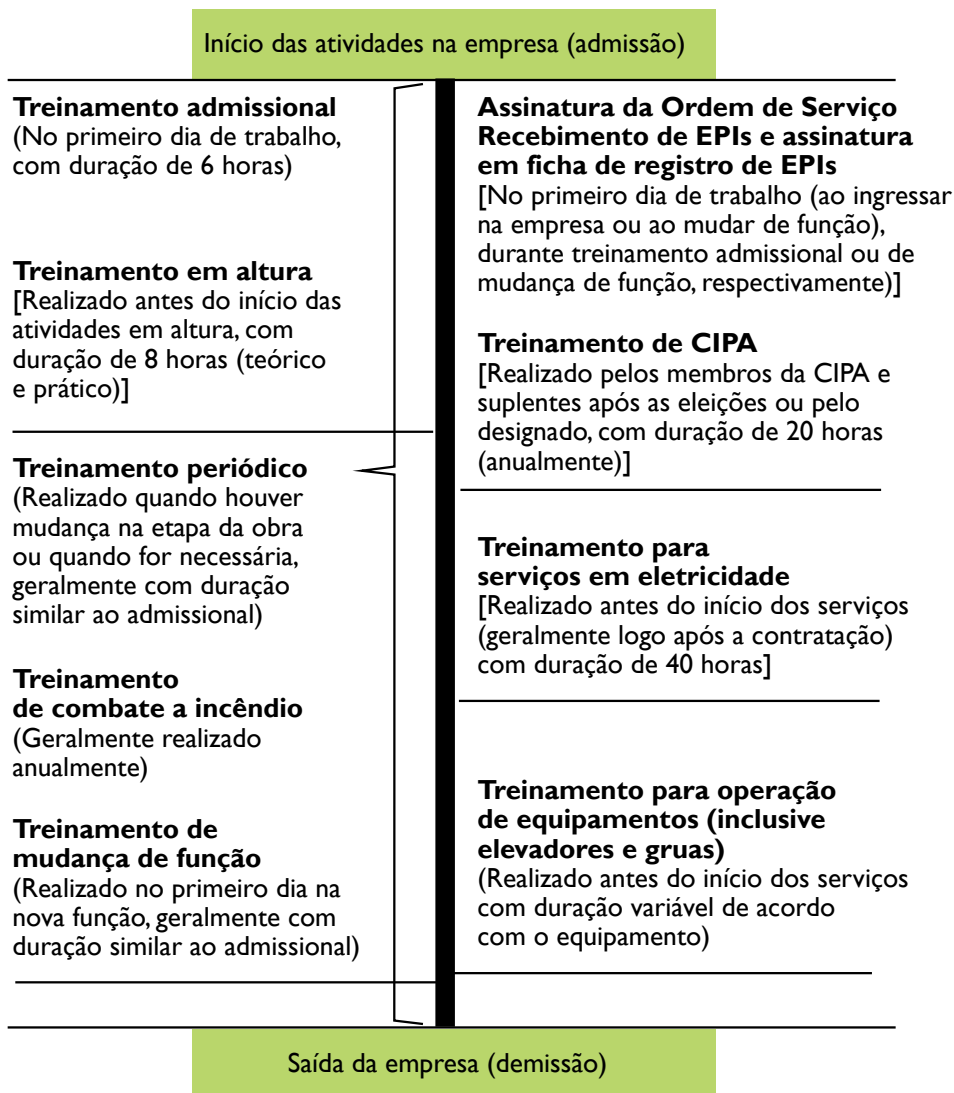 Início das atividades na empresa (admissão)
Treinamento admissional
(No primeiro dia de trabalho,
com duração de 6 horas)
Treinamento em altura
[Realizado antes do início das
atividades em altura, com
duração de 8 horas (teórico
e prático)]
Treinamento periódico
(Realizado quando houver
mudança na etapa da obra
ou quando for necessária,
geralmente com duração
similar ao admissional)
Treinamento
de combate a incêndio
(Geralmente realizado
anualmente)
Treinamento de
mudança de função
(Realizado no primeiro dia na
nova função, geralmente com
duração similar ao admissional)
Assinatura da Ordem de Serviço
Recebimento de EPIs e assinatura
em ficha de registro de EPIs
[No primeiro dia de trabalho (ao ingressar
na empresa ou ao mudar de função),
durante treinamento admissional ou de
mudança de função, respectivamente)]
Treinamento de CIPA
[Realizado pelos membros da CIPA e
suplentes após as eleições ou pelo
designado, com duração de 20 horas
(anualmente)]
Treinamento para
serviços em eletricidade
[Realizado antes do início dos serviços
(geralmente logo após a contratação)
com duração de 40 horas]
Treinamento para operação
de equipamentos (inclusive
elevadores e gruas)
(Realizado antes do início dos serviços
com duração variável de acordo
com o equipamento)
Saída da empresa (demissão)